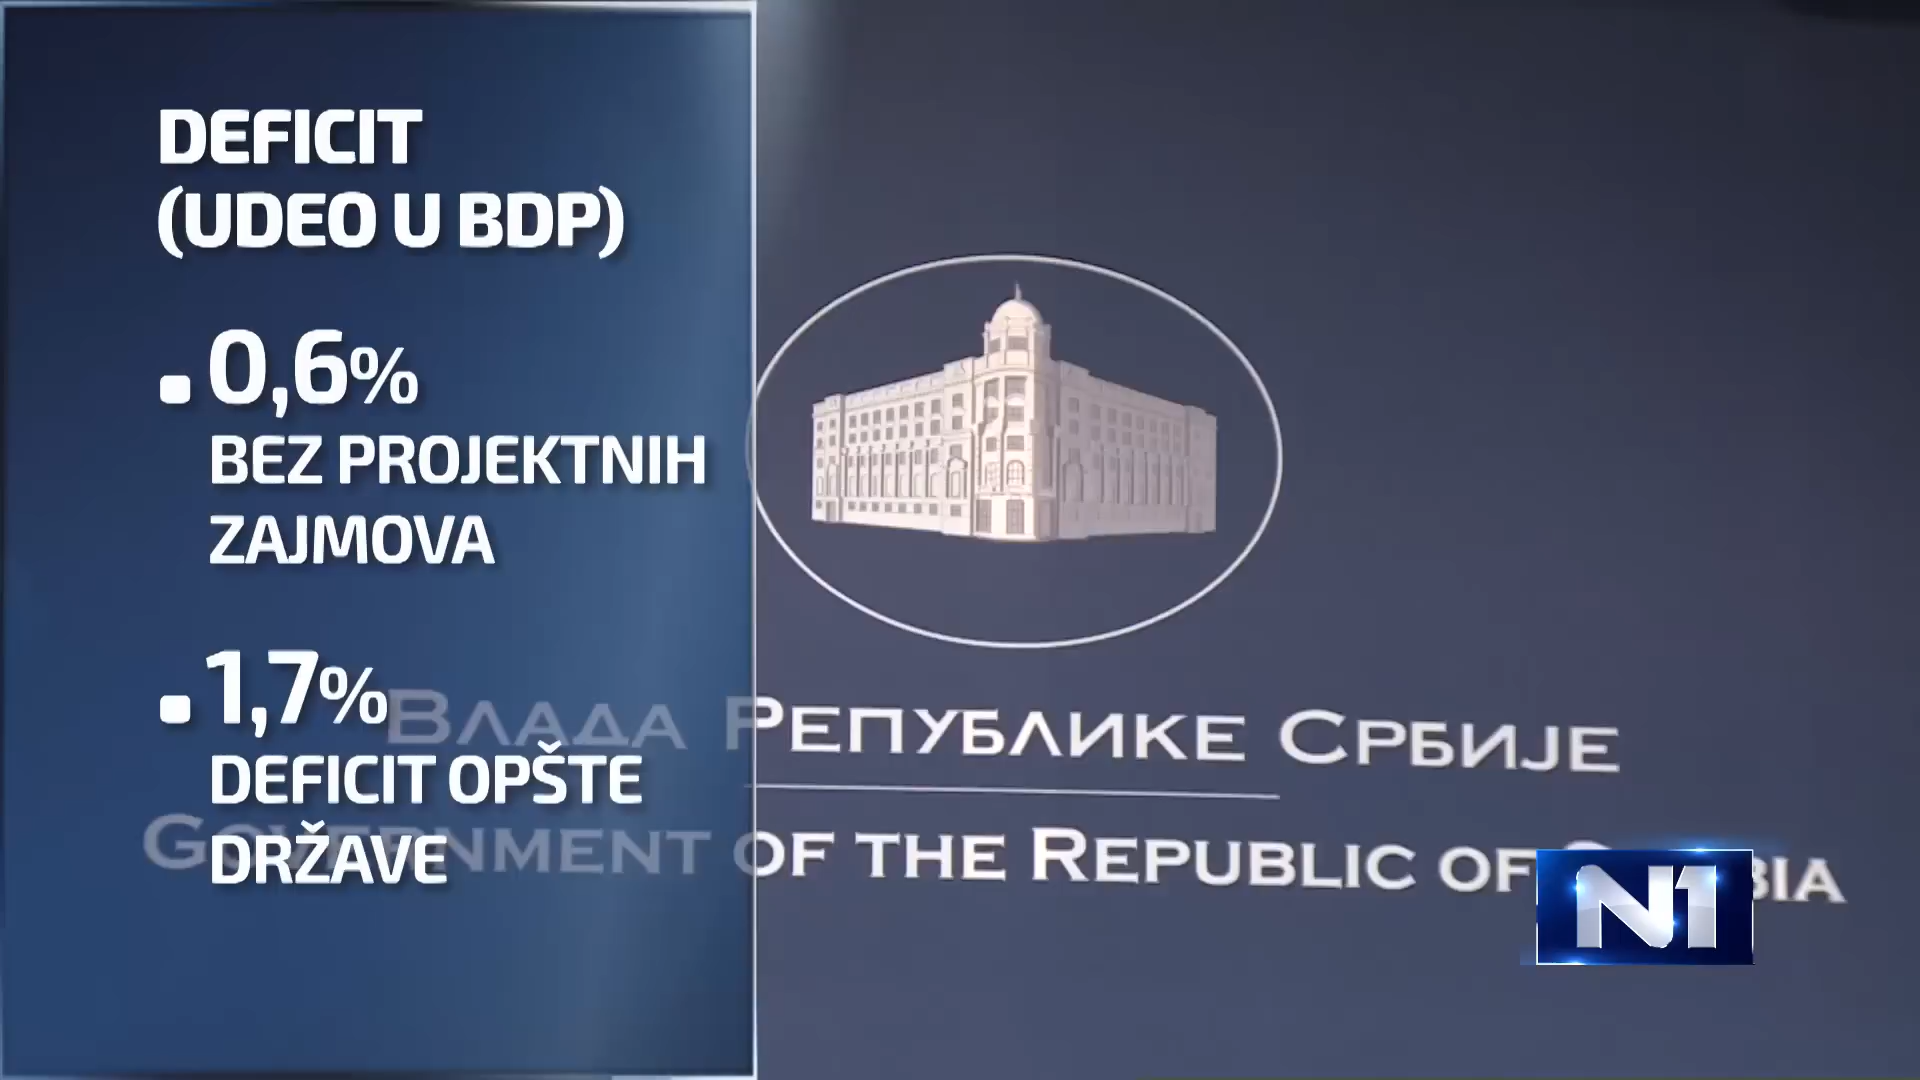 DEFICIT
(UDEO U BDP)
0,6%
BEZ PROJEKTNIH
ZAJMOVA
1,7%
DEFICIT OPŠTE
DRŽAVE
ВЛАДА РЕПУБЛИКЕ СРБИЈЕ
GOVERNMENT OF THE REPUBLIC OF
N1